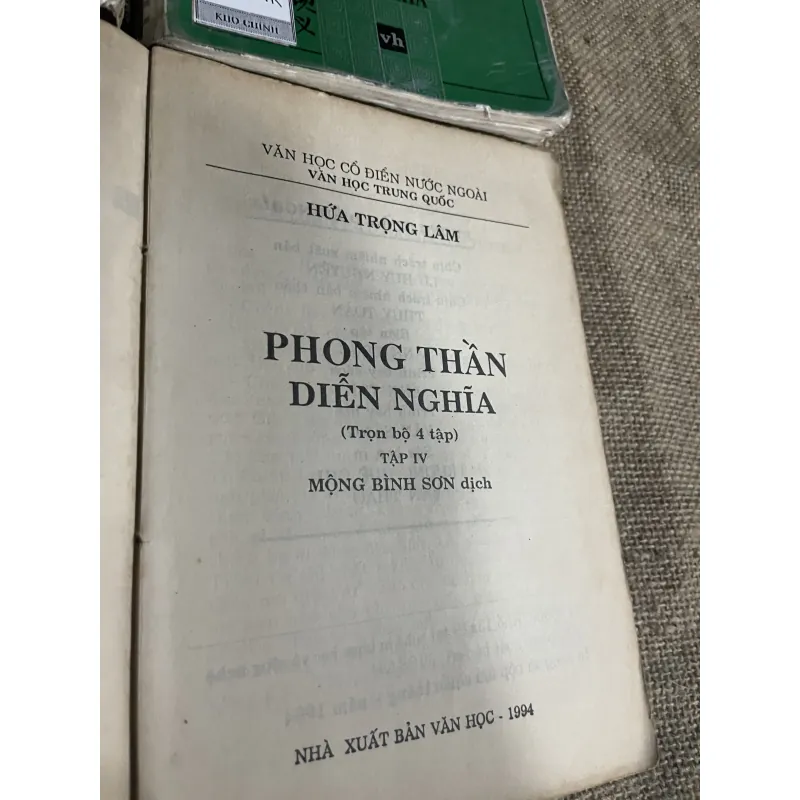 KHO CHÍNH
vh
VĂN HỌC CỔ ĐIỂN NƯỚC NGOÀI
VĂN HỌC TRUNG QUỐC
HỨA TRỌNG LÂM
PHONG THẦN
DIỄN NGHĨA
(Trọn bộ 4 tập)
TẬP IV
MỘNG BÌNH SƠN dịch
NHÀ XUẤT BẢN VĂN HỌC - 1994